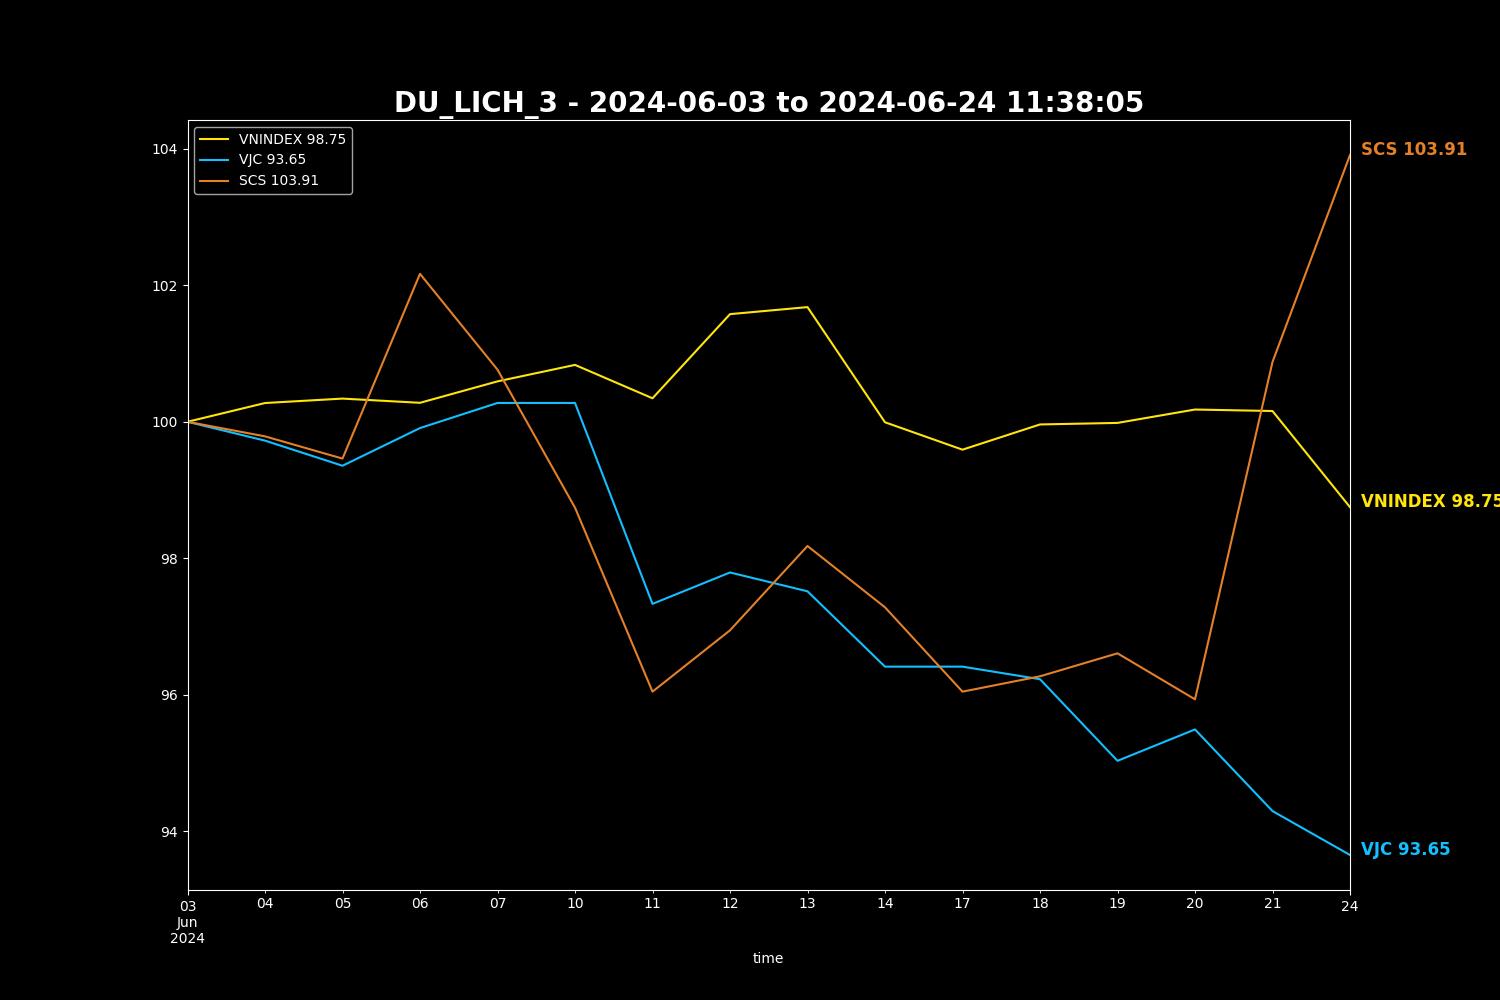 DU_LICH_3 - 2024-06-03 to 2024-06-24 11:38:05
VNINDEX 98.75
VJC 93.65
SCS 103.91
104
102
100
98
96
94
SCS 103.91
VNINDEX 98.75
VJC 93.65
03 04 05 06 07 10 11 12 13 14 17 18 19 20 21 24
Jun
2024
time